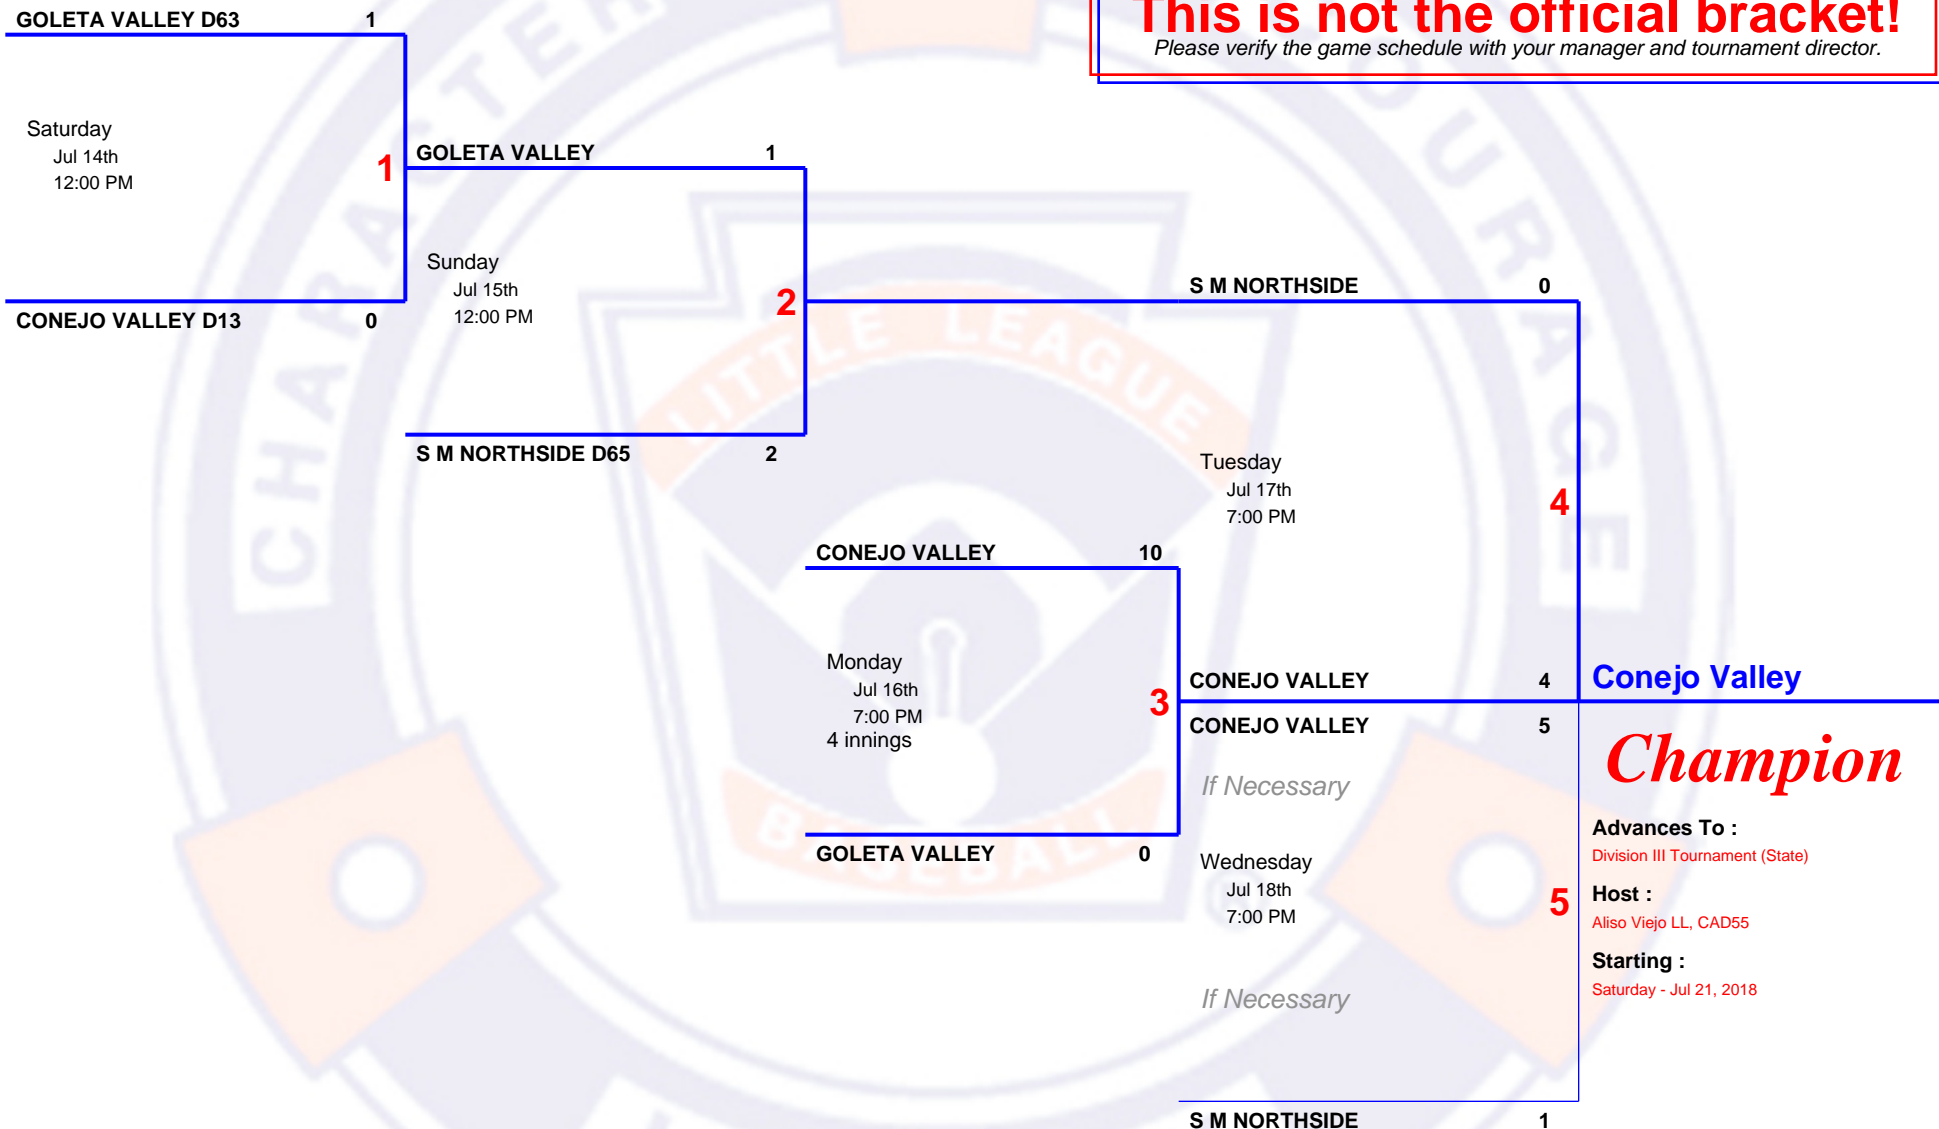 This is not the official bracket!
Please verify the game schedule with your manager and tournament director.
GOLETA VALLEY D63 1
Saturday
Jul 14th
12:00 PM
1
CONEJO VALLEY D13 0
GOLETA VALLEY 1
Sunday
Jul 15th
12:00 PM
2
S M NORTHSIDE D65 2
CONEJO VALLEY 10
Monday
Jul 16th
7:00 PM
4 innings
3
GOLETA VALLEY 0
S M NORTHSIDE 0
Tuesday
Jul 17th
7:00 PM
4
CONEJO VALLEY 4
CONEJO VALLEY 5
If Necessary
Wednesday
Jul 18th
7:00 PM
5
If Necessary
S M NORTHSIDE 1
Conejo Valley
Champion
Advances To :
Division III Tournament (State)
Host :
Aliso Viejo LL, CAD55
Starting :
Saturday - Jul 21, 2018
LITTLE LEAGUE
BASEBALL
®